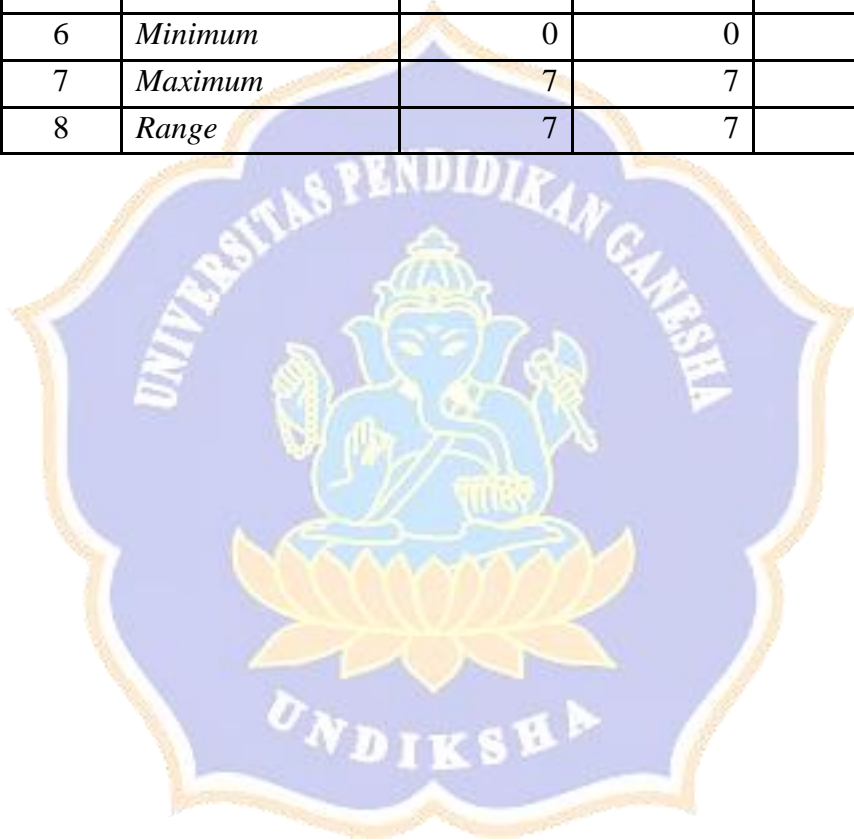 6 Minimum 0 0
7 Maximum 7 7
8 Range 7 7
UNIVERSITAS PENDIDIKAN GANESHA
UNDIKSHA